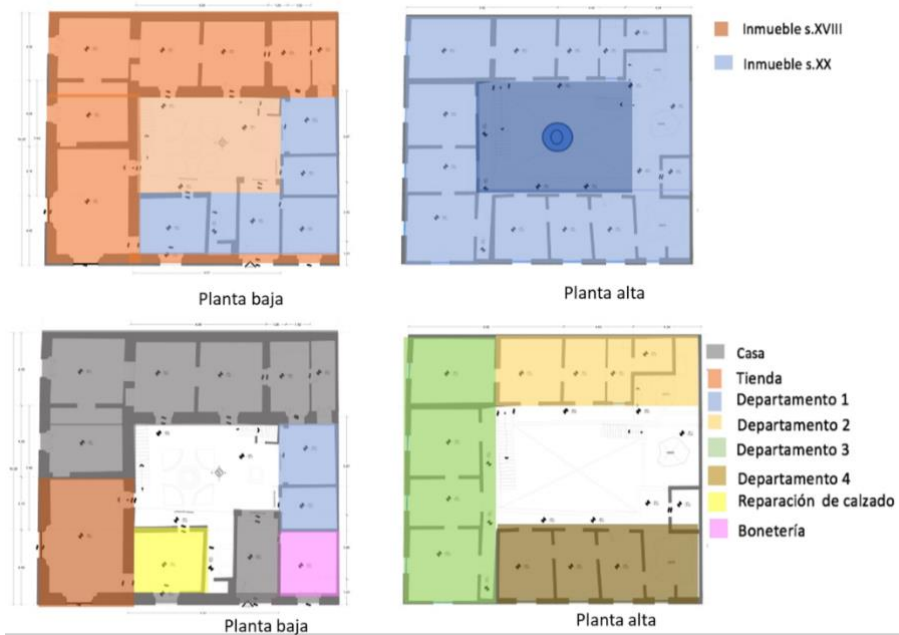 Inmueble s.XVIII
Inmueble s.XX
Planta baja
Planta alta
Casa
Tienda
Departamento 1
Departamento 2
Departamento 3
Departamento 4
Reparación de calzado
Bonetería
Planta baja
Planta alta